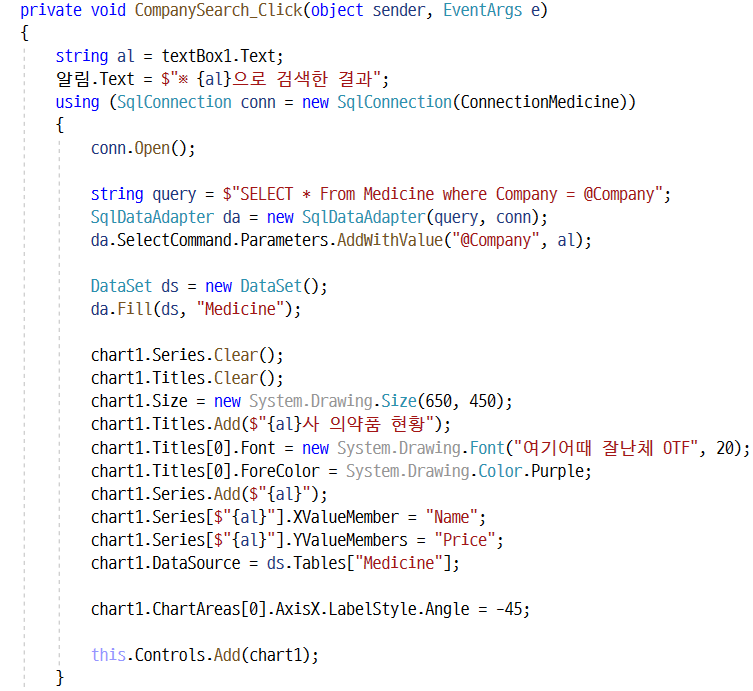 private void CompanySearch_Click(object sender, EventArgs e)
{
    string al = textBox1.Text;
    알림.Text = $"※ {al}으로 검색한 결과";
    using (SqlConnection conn = new SqlConnection(ConnectionMedicine))
    {
        conn.Open();

        string query = $"SELECT * From Medicine where Company = @Company";
        SqlDataAdapter da = new SqlDataAdapter(query, conn);
        da.SelectCommand.Parameters.AddWithValue("@Company", al);

        DataSet ds = new DataSet();
        da.Fill(ds, "Medicine");

        chart1.Series.Clear();
        chart1.Titles.Clear();
        chart1.Size = new System.Drawing.Size(650, 450);
        chart1.Titles.Add($"{al}사 의약품 현황");
        chart1.Titles[0].Font = new System.Drawing.Font("여기어때 잘난체 OTF", 20);
        chart1.Titles[0].ForeColor = System.Drawing.Color.Purple;
        chart1.Series.Add($"{al}");
        chart1.Series[$"{al}"].XValueMember = "Name";
        chart1.Series[$"{al}"].YValueMembers = "Price";
        chart1.DataSource = ds.Tables["Medicine"];

        chart1.ChartAreas[0].AxisX.LabelStyle.Angle = -45;

        this.Controls.Add(chart1);
    }